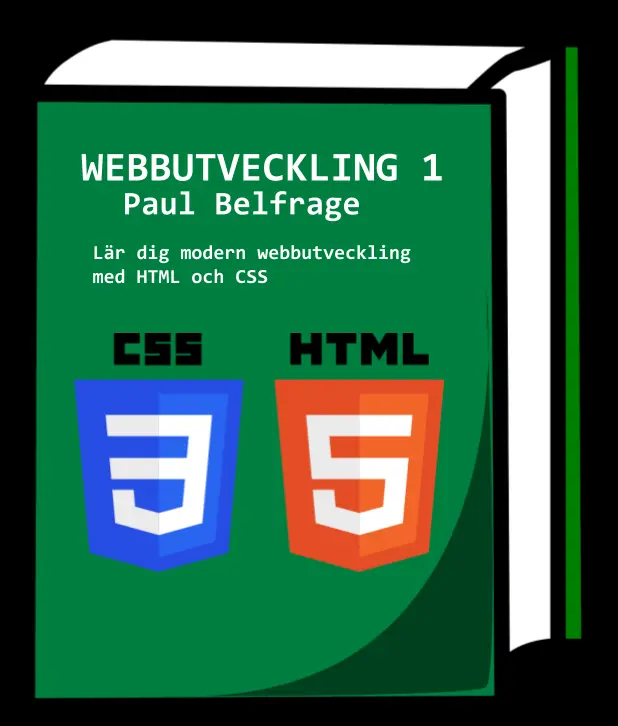 WEBBUTVECKLING 1
Paul Belfrage
Lär dig modern webbutveckling
med HTML och CSS
CSS HTML
3 5